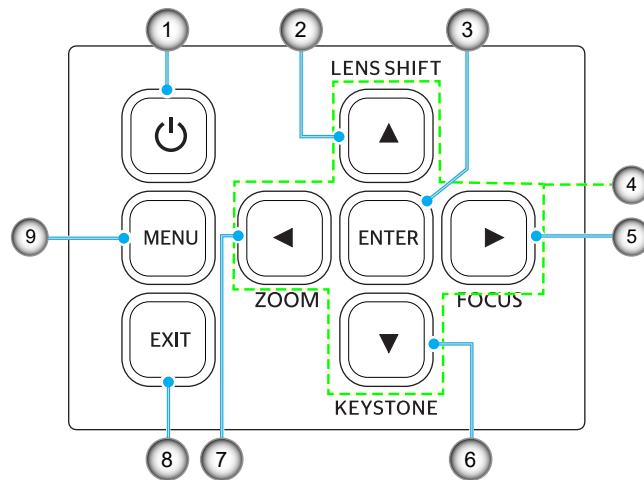 1
2
3
LENS SHIFT
4
9
MENU
ENTER
5
ZOOM
FOCUS
EXIT
KEYSTONE
8
7
6